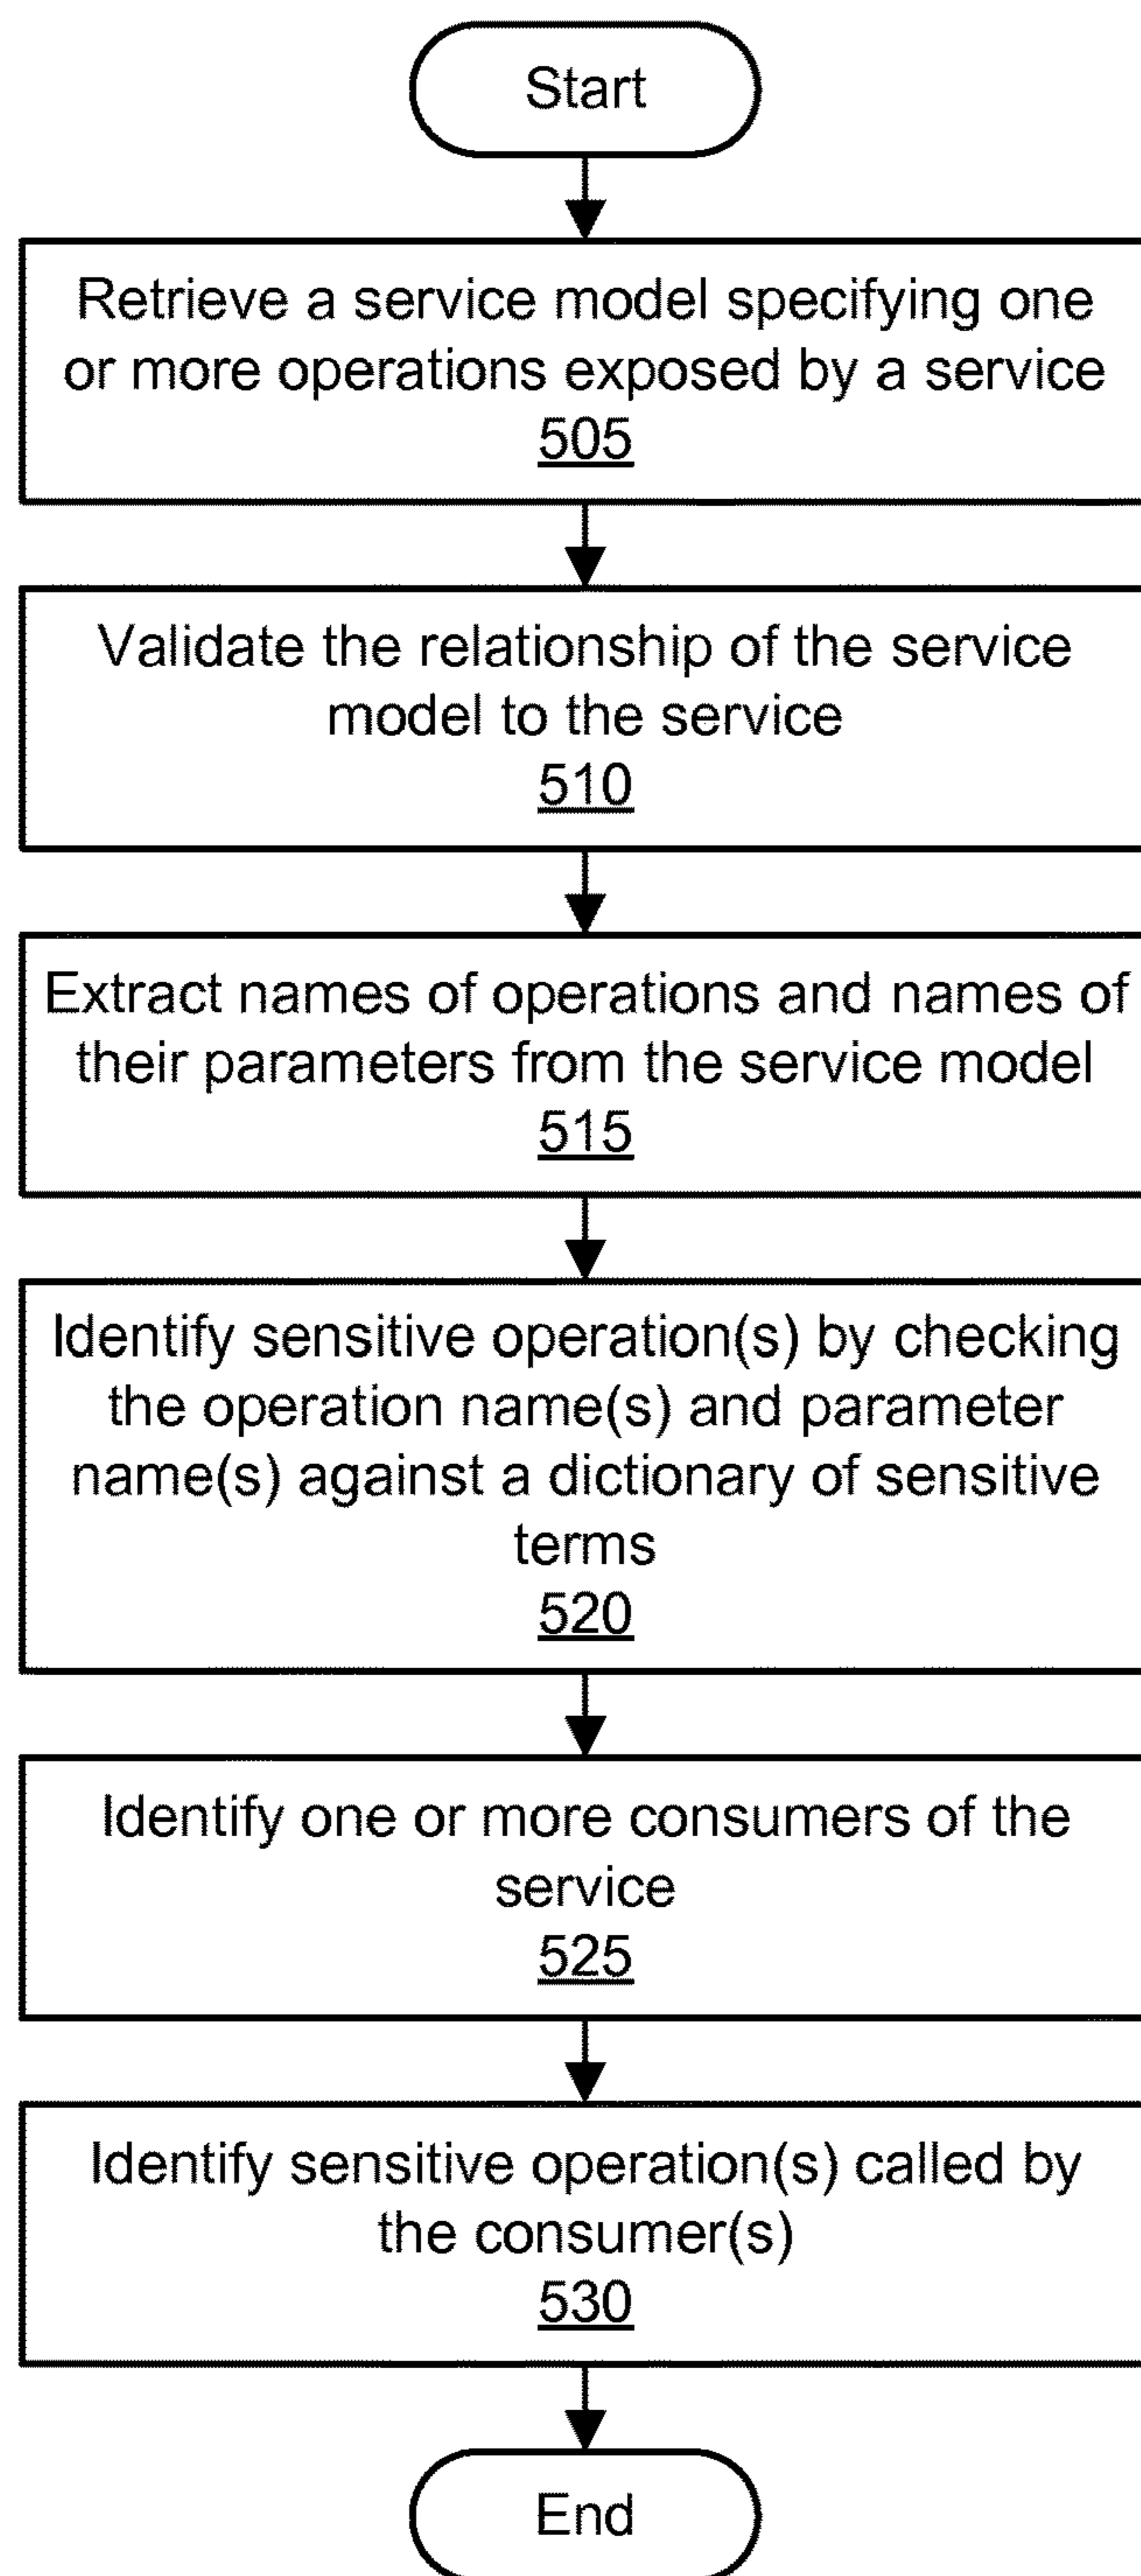 Start
Retrieve a service model specifying one
or more operations exposed by a service
505
Validate the relationship of the service
model to the service
510
Extract names of operations and names of
their parameters from the service model
515
Identify sensitive operation(s) by checking
the operation name(s) and parameter
name(s) against a dictionary of sensitive
terms
520
Identify one or more consumers of the
service
525
Identify sensitive operation(s) called by
the consumer(s)
530
End